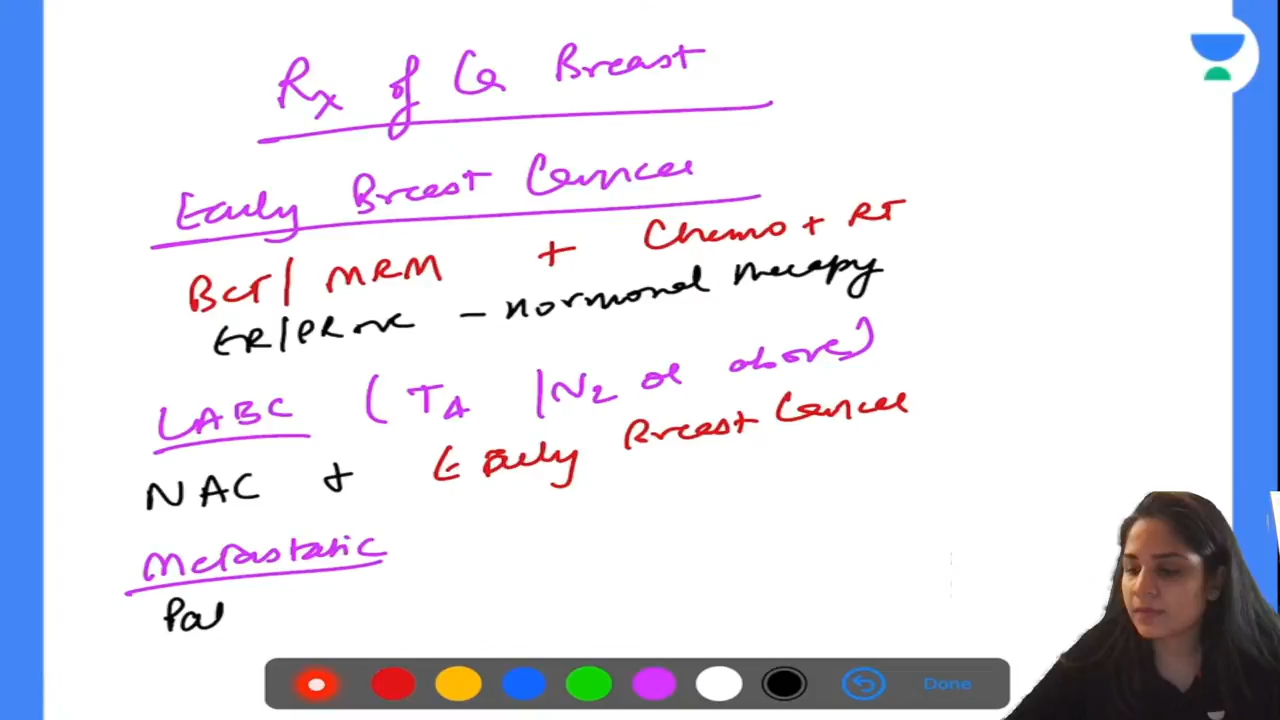 Rx of Ca Breast
Early Breast Cancer
BCT/ MRM + Chemo + RT
ER/PR +ve - Hormonal Therapy
LABC ( T4 /N2 or above)
NAC + Early Breast Cancer
Metastatic
Pal
Done